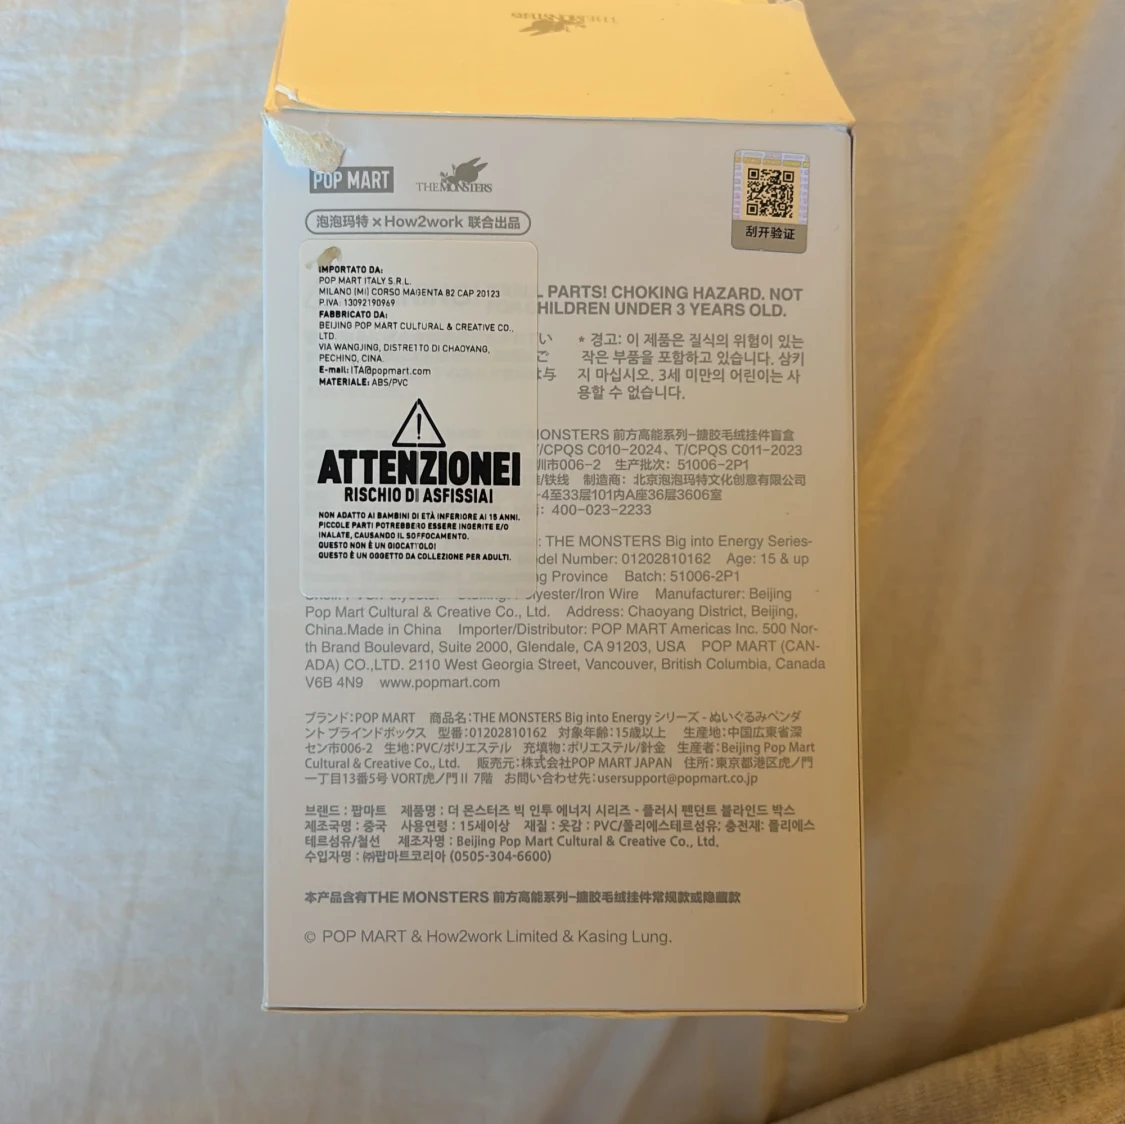 THE MONSTERS
POP MART
THE MONSTERS
泡泡玛特 × How2work 联合出品
刮开验证
IMPORTATO DA:
POP MART ITALY S.R.L.
MILANO (MI) CORSO MAGENTA 82 CAP 20123
P.IVA: 13092190969
FABBRICATO DA:
BEIJING POP MART CULTURAL & CREATIVE CO.,
LTD.
VIA WANGJING, DISTRETTO DI CHAOYANG,
PECHINO, CINA.
E-mail: ITA@popmart.com
MATERIALE: ABS/PVC
ATTENZIONE!
RISCHIO DI ASFISSIA!
NON ADATTO AI BAMBINI DI ETÀ INFERIORE AI 15 ANNI.
PICCOLE PARTI POTREBBERO ESSERE INGERITE E/O
INALATE, CAUSANDO IL SOFFOCAMENTO.
QUESTO NON È UN GIOCATTOLO!
QUESTO È UN OGGETTO DA COLLEZIONE PER ADULTI.
L PARTS! CHOKING HAZARD. NOT
HILDREN UNDER 3 YEARS OLD.
い
ご
与
* 경고: 이 제품은 질식의 위험이 있는
작은 부품을 포함하고 있습니다. 삼키
지 마십시오. 3세 미만의 어린이는 사
용할 수 없습니다.
ONSTERS 前方高能系列-搪胶毛绒挂件盲盒
/CPQS C010-2024、T/CPQS C011-2023
圳市006-2 生产批次: 51006-2P1
/铁线 制造商: 北京泡泡玛特文化创意有限公司
-4至33层101内A座36层3606室
: 400-023-2233
: THE MONSTERS Big into Energy Series-
del Number: 01202810162 Age: 15 & up
ng Province Batch: 51006-2P1
yester/Iron Wire Manufacturer: Beijing
Pop Mart Cultural & Creative Co., Ltd. Address: Chaoyang District, Beijing,
China.Made in China Importer/Distributor: POP MART Americas Inc. 500 Nor-
th Brand Boulevard, Suite 2000, Glendale, CA 91203, USA POP MART (CAN-
ADA) CO.,LTD. 2110 West Georgia Street, Vancouver, British Columbia, Canada
V6B 4N9 www.popmart.com
ブランド:POP MART 商品名:THE MONSTERS Big into Energy シリーズ - ぬいぐるみペンダ
ント ブラインドボックス 型番:01202810162 対象年齢:15歳以上 生産地:中国広東省深
セン市006-2 生地:PVC/ポリエステル 充填物:ポリエステル/針金 生産者:Beijing Pop Mart
Cultural & Creative Co., Ltd. 販売元:株式会社POP MART JAPAN 住所:東京都港区虎ノ門
一丁目13番5号 VORT虎ノ門Ⅱ 7階 お問い合わせ先:usersupport@popmart.co.jp
브랜드 : 팝마트 제품명 : 더 몬스터즈 빅 인투 에너지 시리즈 - 플러시 펜던트 블라인드 박스
제조국명 : 중국 사용연령 : 15세이상 재질 : 옷감 : PVC/폴리에스테르섬유; 충전재: 폴리에스
테르섬유/철선 제조자명 : Beijing Pop Mart Cultural & Creative Co., Ltd.
수입자명 : ㈜팝마트코리아 (0505-304-6600)
本产品含有THE MONSTERS 前方高能系列-搪胶毛绒挂件常规款或隐藏款
© POP MART & How2work Limited & Kasing Lung.